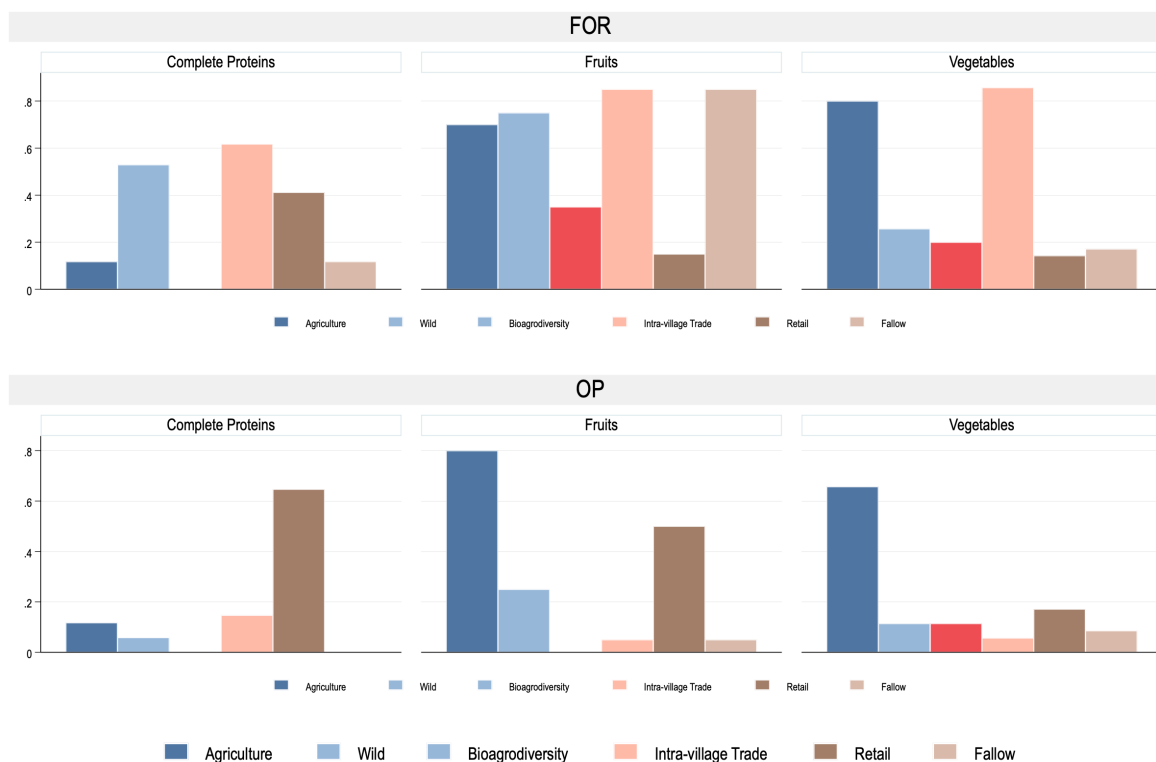 FOR
Complete Proteins Fruits Vegetables
.8
.6
.4
.2
0
Agriculture Wild Bioagrodiversity Intra-village Trade Retail Fallow
OP
Complete Proteins Fruits Vegetables
.8
.6
.4
.2
0
Agriculture Wild Bioagrodiversity Intra-village Trade Retail Fallow
Agriculture Wild Bioagrodiversity Intra-village Trade Retail Fallow